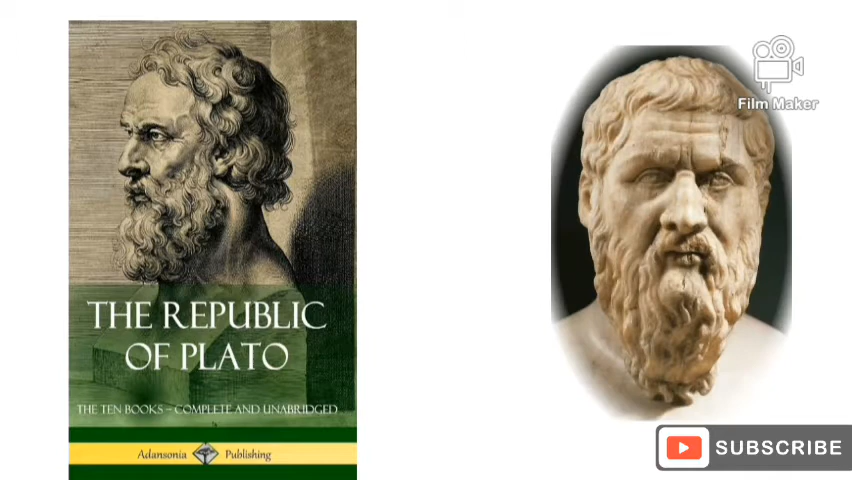 THE REPUBLIC
OF PLATO
THE TEN BOOKS – COMPLETE AND UNABRIDGED
Adansonia Publishing
Film Maker
SUBSCRIBE